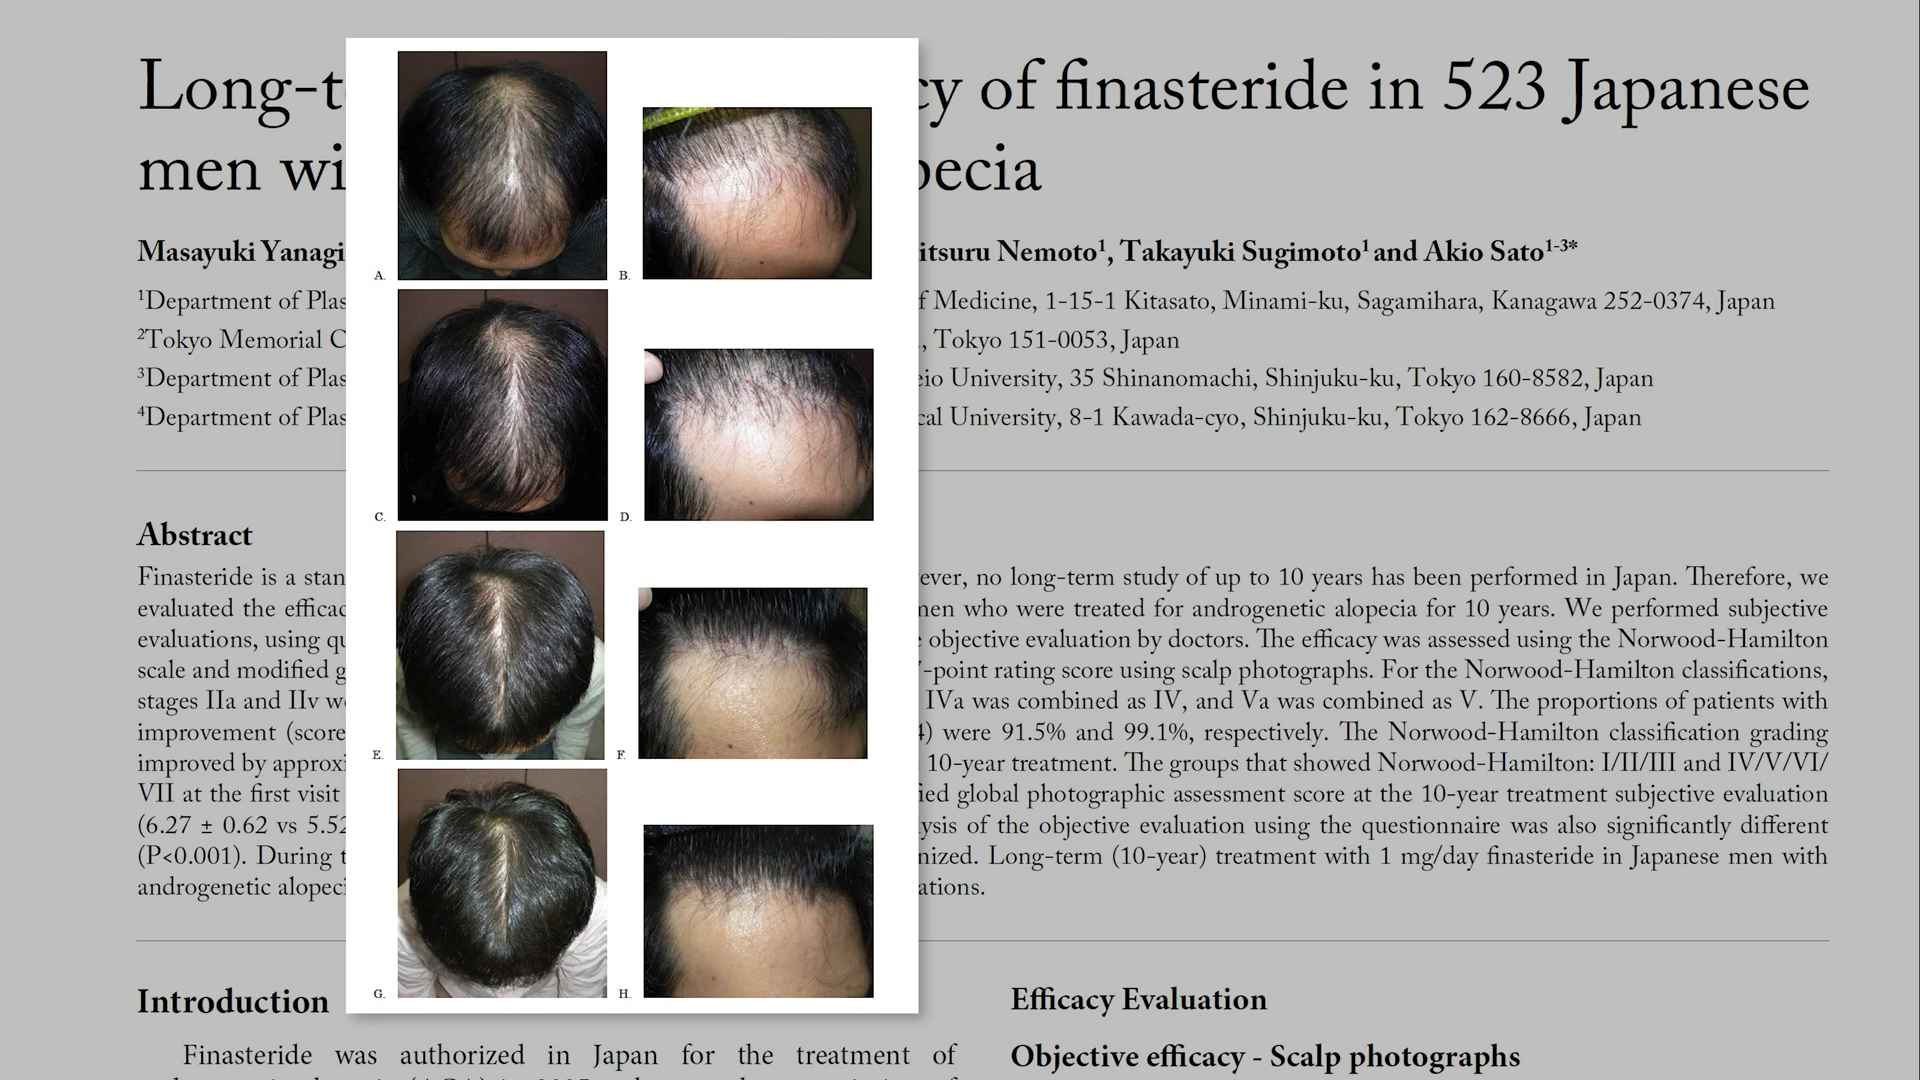 Long-t cy of finasteride in 523 Japanese
men wi pecia
Masayuki Yanagi itsuru Nemoto¹, Takayuki Sugimoto¹ and Akio Sato¹⁻³*
¹Department of Plas f Medicine, 1-15-1 Kitasato, Minami-ku, Sagamihara, Kanagawa 252-0374, Japan
²Tokyo Memorial C , Tokyo 151-0053, Japan
³Department of Plas eio University, 35 Shinanomachi, Shinjuku-ku, Tokyo 160-8582, Japan
⁴Department of Plas cal University, 8-1 Kawada-cyo, Shinjuku-ku, Tokyo 162-8666, Japan
Abstract
Finasteride is a stan ever, no long-term study of up to 10 years has been performed in Japan. Therefore, we
evaluated the efficac men who were treated for androgenetic alopecia for 10 years. We performed subjective
evaluations, using qu e objective evaluation by doctors. The efficacy was assessed using the Norwood-Hamilton
scale and modified g 7-point rating score using scalp photographs. For the Norwood-Hamilton classifications,
stages IIa and IIv w IVa was combined as IV, and Va was combined as V. The proportions of patients with
improvement (score 4) were 91.5% and 99.1%, respectively. The Norwood-Hamilton classification grading
improved by approxi 10-year treatment. The groups that showed Norwood-Hamilton: I/II/III and IV/V/VI/
VII at the first visit ied global photographic assessment score at the 10-year treatment subjective evaluation
(6.27 ± 0.62 vs 5.52 ysis of the objective evaluation using the questionnaire was also significantly different
(P<0.001). During t nized. Long-term (10-year) treatment with 1 mg/day finasteride in Japanese men with
androgenetic alopeci ations.
Introduction
Finasteride was authorized in Japan for the treatment of
Efficacy Evaluation
Objective efficacy - Scalp photographs
A.
B.
C.
D.
E.
F.
G.
H.